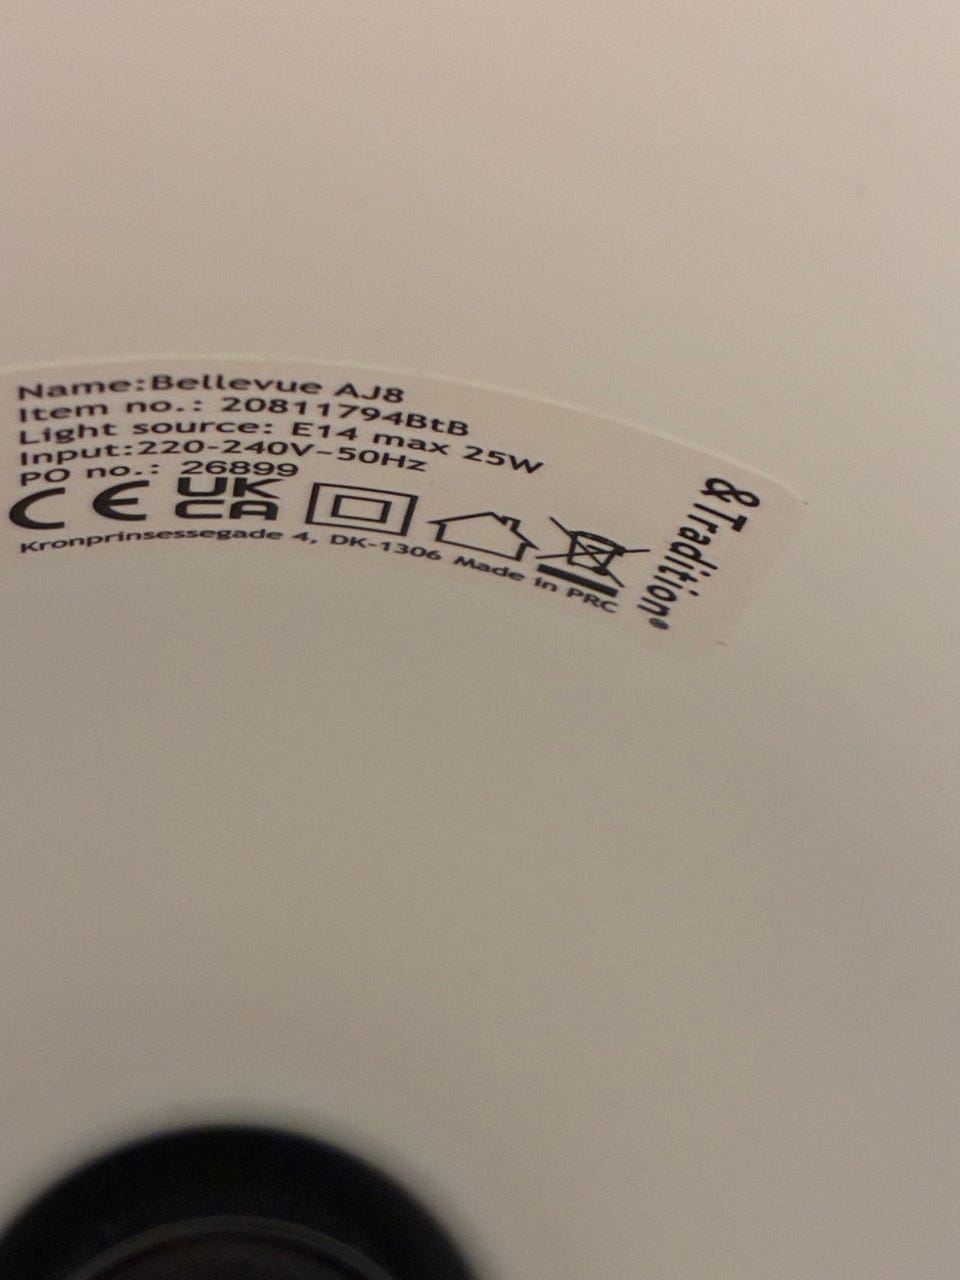 Name:Bellevue AJ8
Item no.: 20811794BtB
Light source: E14 max 25W
Input:220-240V~50Hz
PO no.: 26899
CE UK CA
Kronprinsessegade 4, DK-1306 Made in PRC
&Tradition®